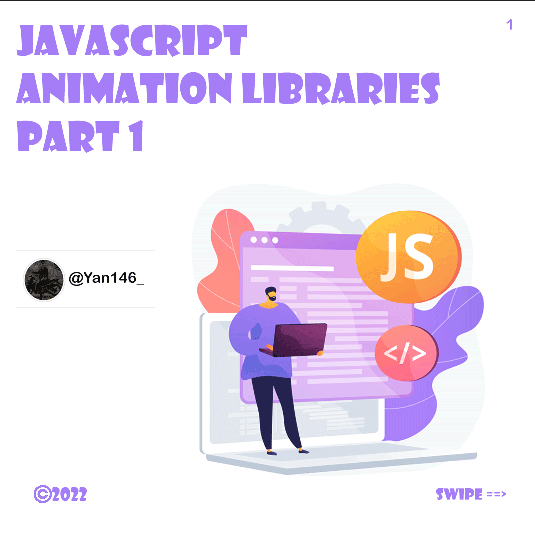 JAVASCRIPT
ANIMATION LIBRARIES
PART 1
1
@Yan146_
JS
</>
©2022
SWIPE ==>